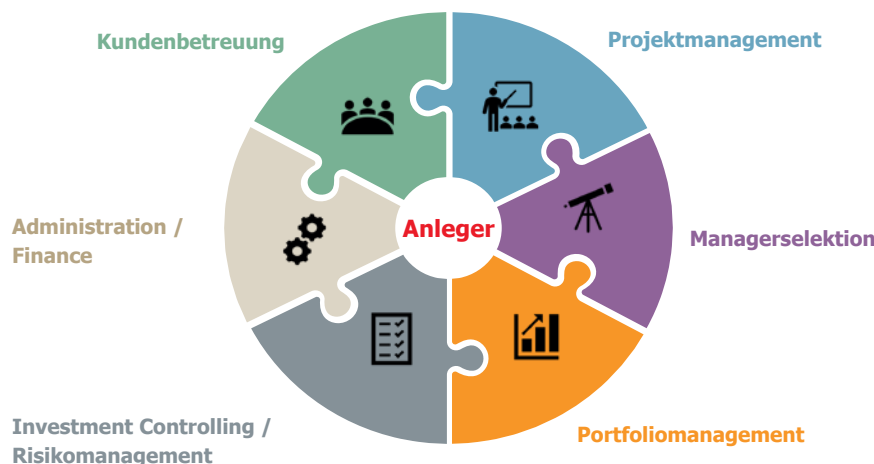 Kundenbetreuung
Projektmanagement
Anleger
Administration /
Finance
Managerselektion
Investment Controlling /
Risikomanagement
Portfoliomanagement